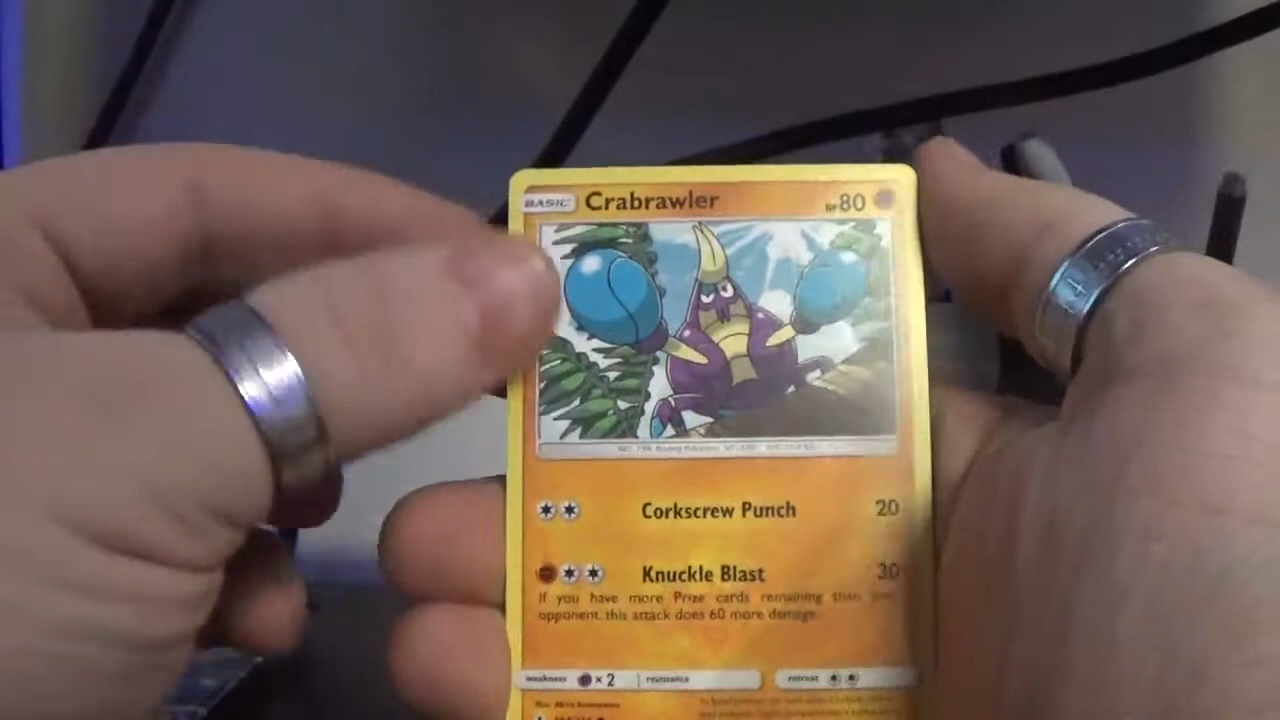 BASIC Crabrawler HP80
Corkscrew Punch 20
Knuckle Blast 30
If you have more Prize cards remaining than
opponent, this attack does 60 more damage.
weakness ×2 resistance retreat